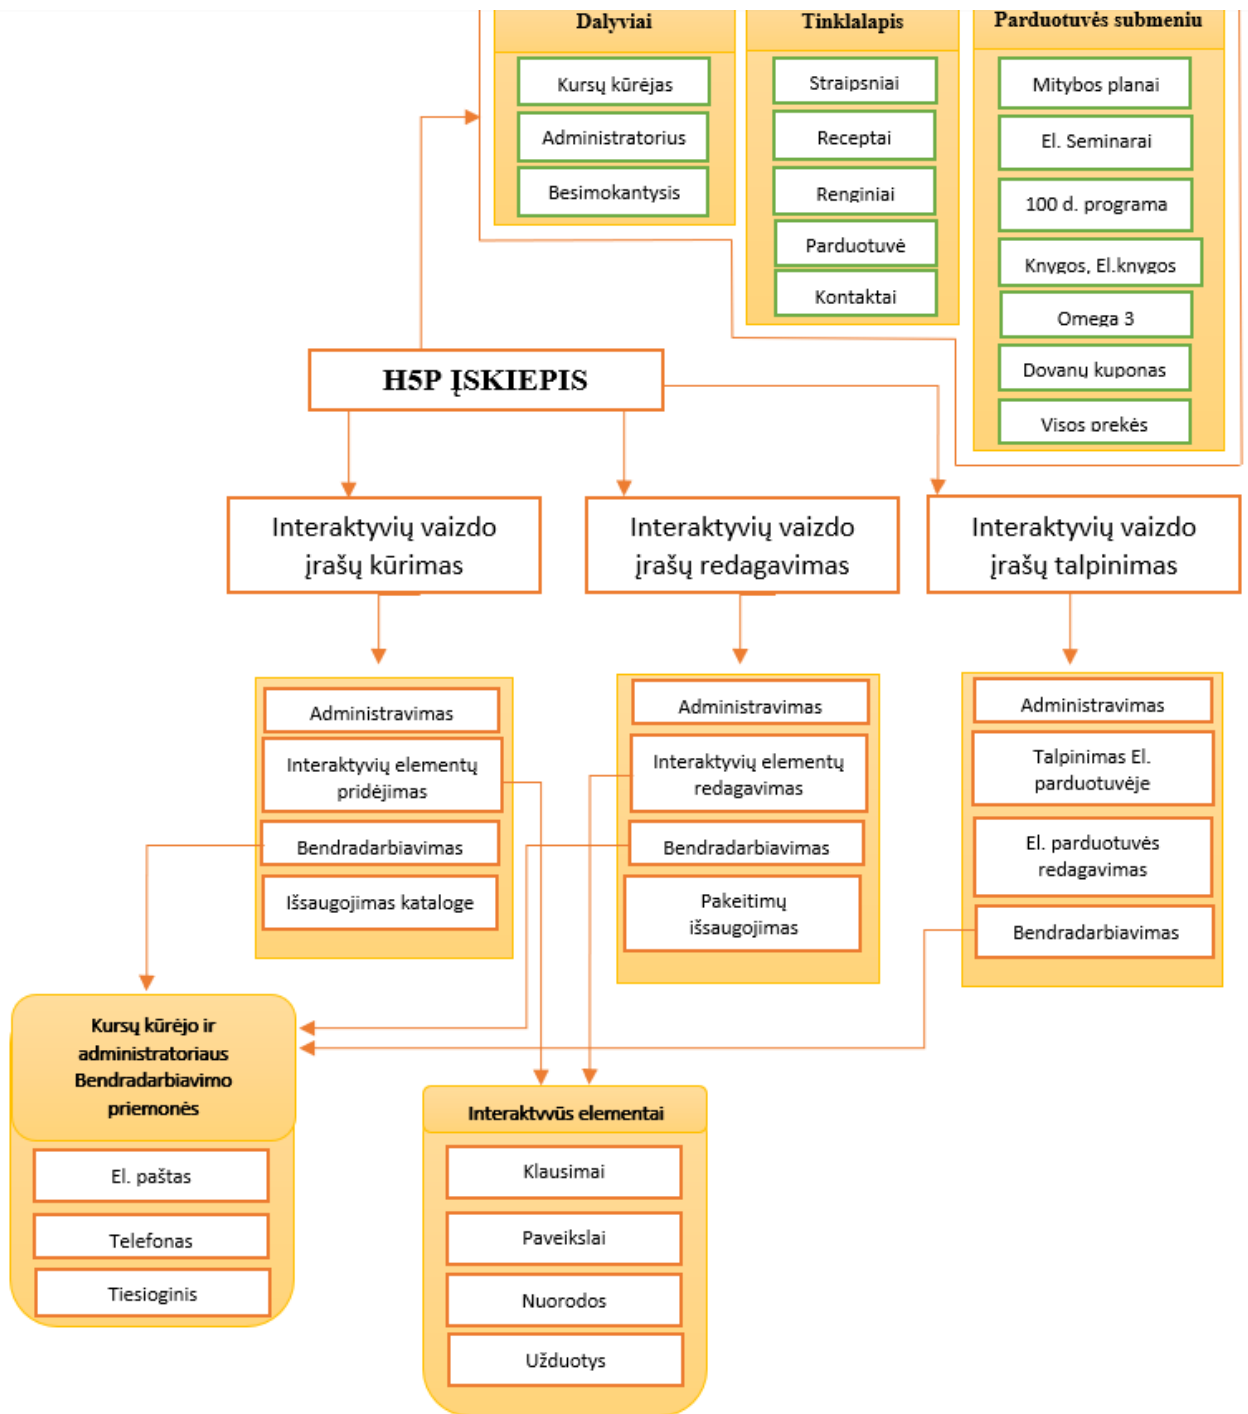 Dalyviai
Kursų kūrėjas
Administratorius
Besimokantysis
Tinklalapis
Straipsniai
Receptai
Renginiai
Parduotuvė
Kontaktai
Parduotuvės submeniu
Mitybos planai
El. Seminarai
100 d. programa
Knygos, El.knygos
Omega 3
Dovanų kuponas
Visos prekės
H5P ĮSKIEPIS
Interaktyvių vaizdo
įrašų kūrimas
Interaktyvių vaizdo
įrašų redagavimas
Interaktyvių vaizdo
įrašų talpinimas
Administravimas
Interaktyvių elementų
pridėjimas
Bendradarbiavimas
Išsaugojimas kataloge
Administravimas
Interaktyvių elementų
redagavimas
Bendradarbiavimas
Pakeitimų
išsaugojimas
Administravimas
Talpinimas El.
parduotuvėje
El. parduotuvės
redagavimas
Bendradarbiavimas
Kursų kūrėjo ir
administratoriaus
Bendradarbiavimo
priemonės
El. paštas
Telefonas
Tiesioginis
Interaktyvūs elementai
Klausimai
Paveikslai
Nuorodos
Užduotys